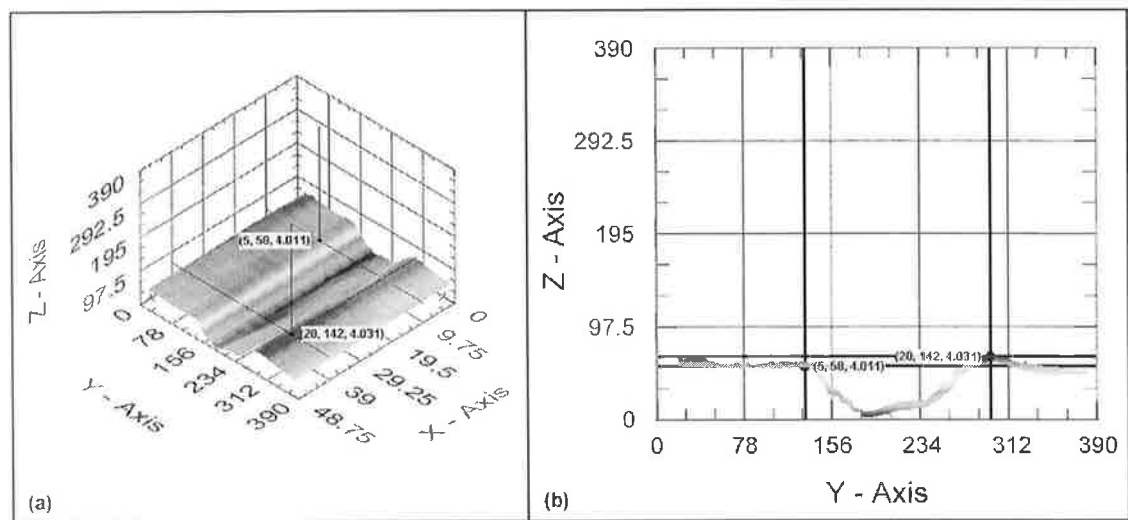 390
292.5
195
97.5
0
78
156
234
312
390
Z - Axis
Y - Axis
0
9.75
19.5
29.25
39
48.75
X - Axis
(5, 58, 4.011)
(20, 142, 4.031)
(a)
390
292.5
195
97.5
0
Z - Axis
(20, 142, 4.031)
(5, 58, 4.011)
0 78 156 234 312 390
Y - Axis
(b)